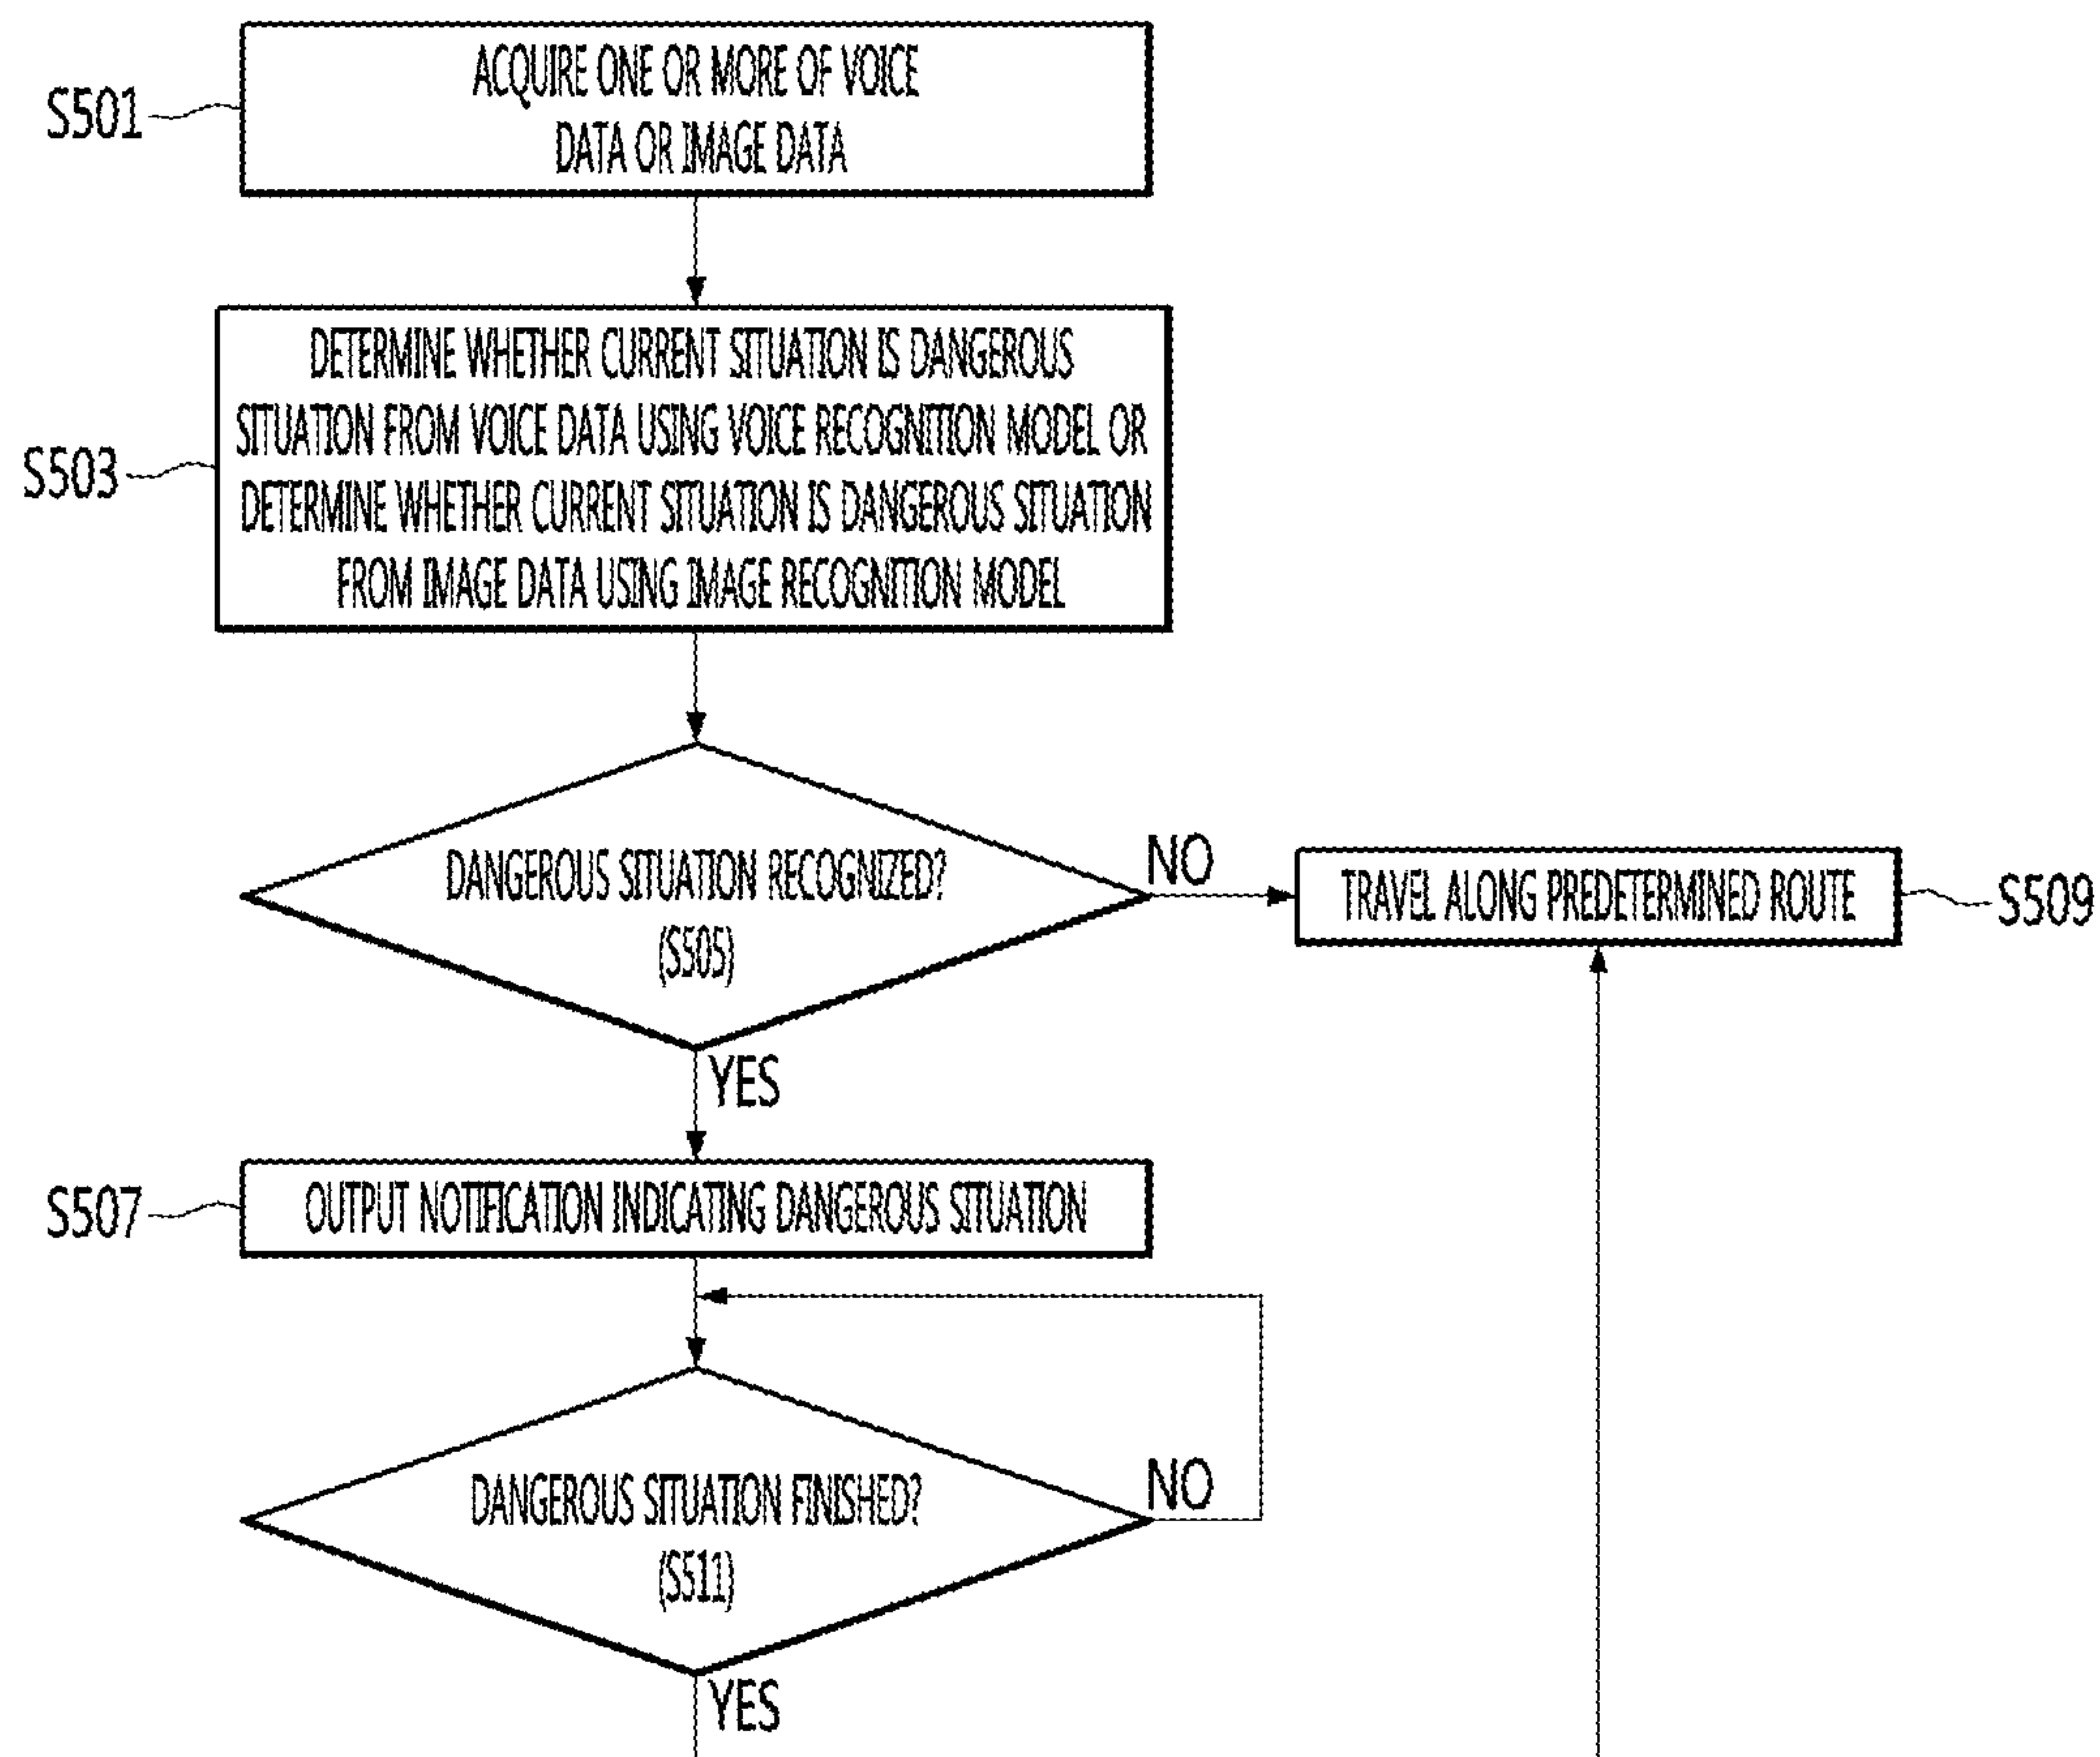 S501
ACQUIRE ONE OR MORE OF VOICE
DATA OR IMAGE DATA
S503
DETERMINE WHETHER CURRENT SITUATION IS DANGEROUS
SITUATION FROM VOICE DATA USING VOICE RECOGNITION MODEL OR
DETERMINE WHETHER CURRENT SITUATION IS DANGEROUS SITUATION
FROM IMAGE DATA USING IMAGE RECOGNITION MODEL
DANGEROUS SITUATION RECOGNIZED?
(S505)
NO
TRAVEL ALONG PREDETERMINED ROUTE
S509
YES
S507
OUTPUT NOTIFICATION INDICATING DANGEROUS SITUATION
DANGEROUS SITUATION FINISHED?
(S511)
NO
YES